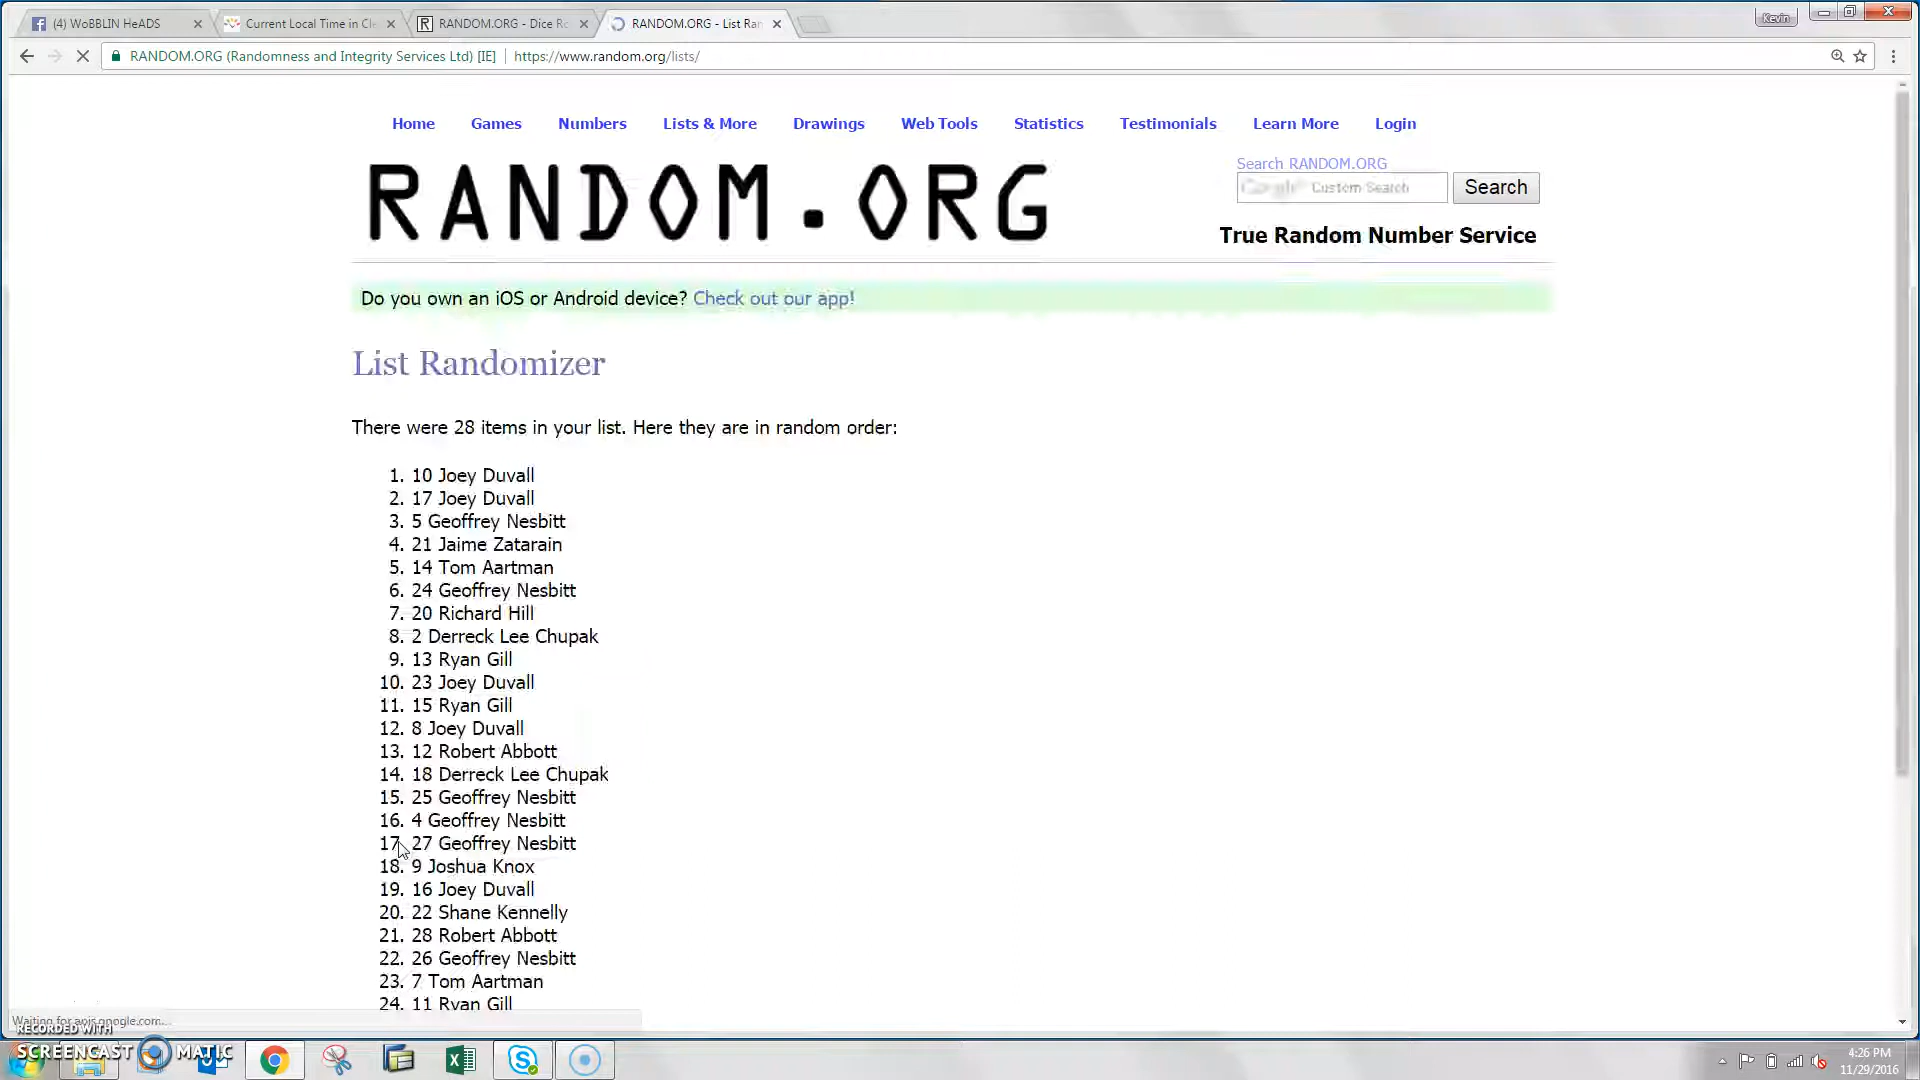 (4) WoBBLIN HeADS
Current Local Time in Cle
RANDOM.ORG - Dice Ro
RANDOM.ORG - List Ran
Kevin
RANDOM.ORG (Randomness and Integrity Services Ltd) [IE]
https://www.random.org/lists/
Home Games Numbers Lists & More Drawings Web Tools Statistics Testimonials Learn More Login
RANDOM.ORG
Search RANDOM.ORG
Google Custom Search
Search
True Random Number Service
Do you own an iOS or Android device? Check out our app!
List Randomizer
There were 28 items in your list. Here they are in random order:
1. 10 Joey Duvall
2. 17 Joey Duvall
3. 5 Geoffrey Nesbitt
4. 21 Jaime Zatarain
5. 14 Tom Aartman
6. 24 Geoffrey Nesbitt
7. 20 Richard Hill
8. 2 Derreck Lee Chupak
9. 13 Ryan Gill
10. 23 Joey Duvall
11. 15 Ryan Gill
12. 8 Joey Duvall
13. 12 Robert Abbott
14. 18 Derreck Lee Chupak
15. 25 Geoffrey Nesbitt
16. 4 Geoffrey Nesbitt
17. 27 Geoffrey Nesbitt
18. 9 Joshua Knox
19. 16 Joey Duvall
20. 22 Shane Kennelly
21. 28 Robert Abbott
22. 26 Geoffrey Nesbitt
23. 7 Tom Aartman
24. 11 Ryan Gill
Waiting for apis.google.com...
RECORDED WITH
SCREENCAST MATIC
4:26 PM
11/29/2016